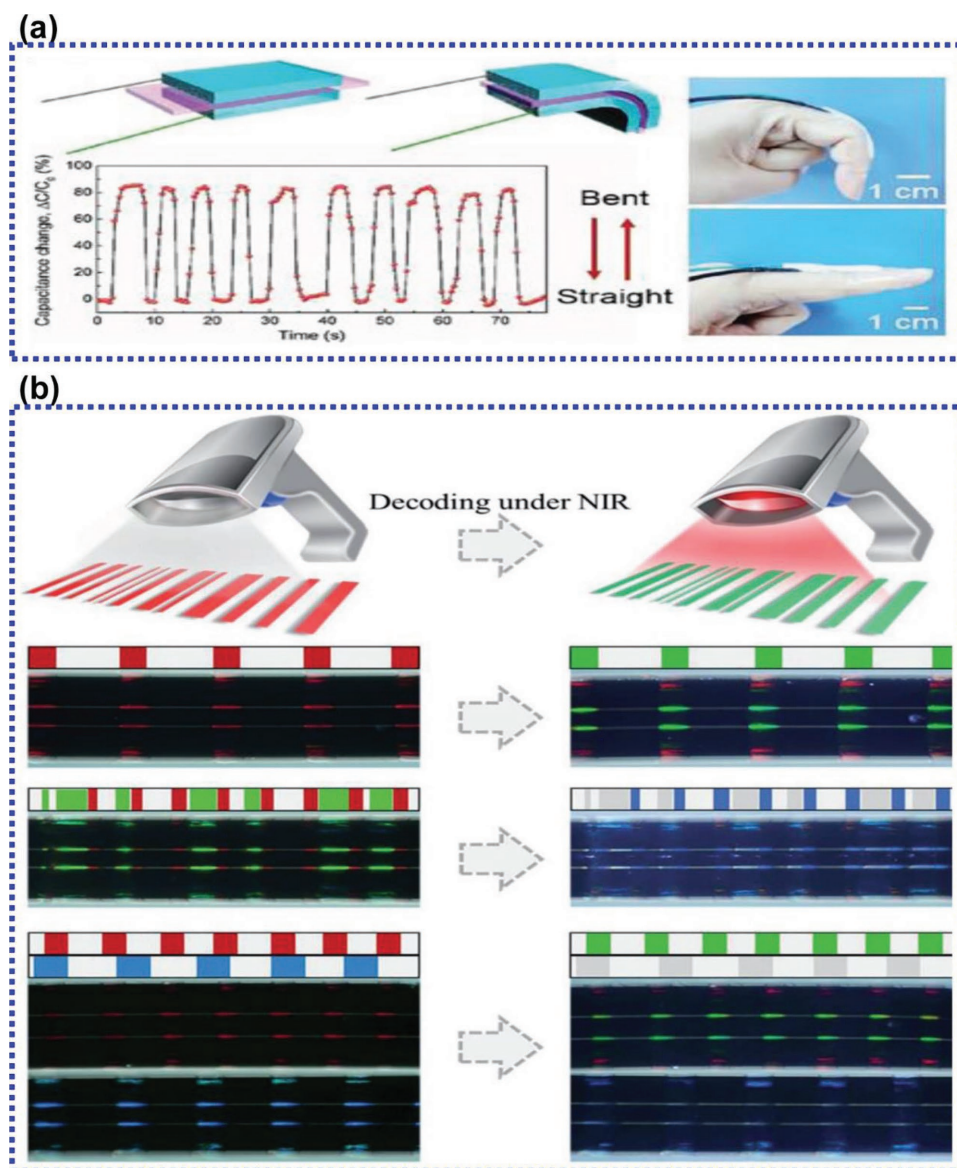 (a)
Capacitance change, ΔC/C₀ (%)
100
80
60
40
20
0
0 10 20 30 40 50 60 70
Time (s)
Bent
Straight
1 cm
1 cm
(b)
Decoding under NIR